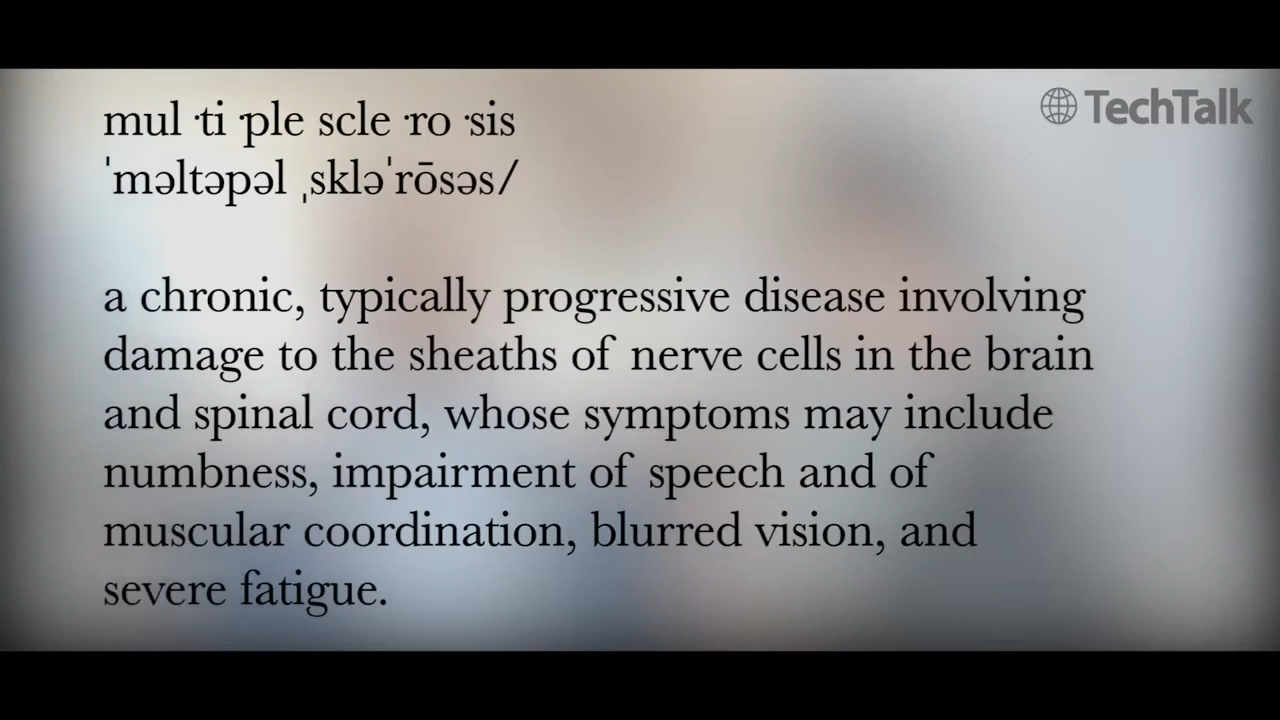 mul ·ti ·ple scle ·ro ·sis
ˈməltəpəl ˌskləˈrōsəs/
a chronic, typically progressive disease involving
damage to the sheaths of nerve cells in the brain
and spinal cord, whose symptoms may include
numbness, impairment of speech and of
muscular coordination, blurred vision, and
severe fatigue.
TechTalk